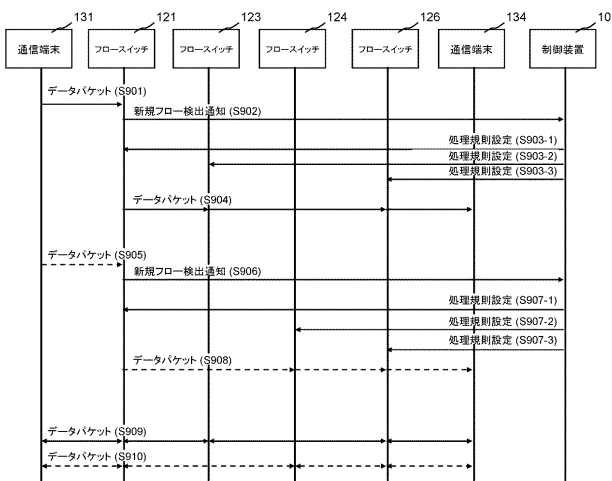 131 121 123 124 126 134 10
通信端末 フロースイッチ フロースイッチ フロースイッチ フロースイッチ 通信端末 制御装置
データパケット (S901)
新規フロー検出通知 (S902)
処理規則設定 (S903-1)
処理規則設定 (S903-2)
処理規則設定 (S903-3)
データパケット (S904)
データパケット (S905)
新規フロー検出通知 (S906)
処理規則設定 (S907-1)
処理規則設定 (S907-2)
処理規則設定 (S907-3)
データパケット (S908)
データパケット (S909)
データパケット (S910)